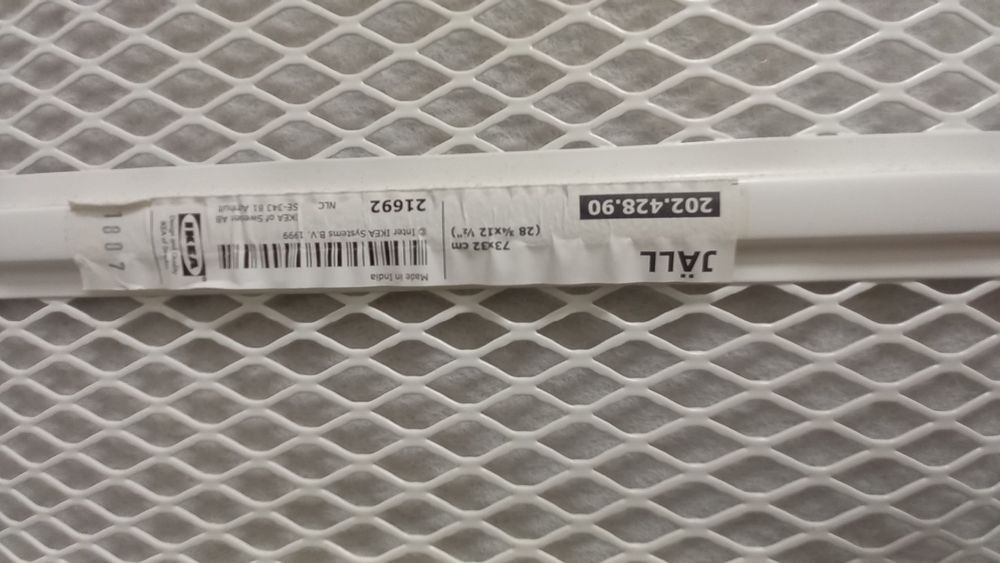 JÄLL
73x32 cm
(28 ¾x12 ½")
202.428.90
Made in India
© Inter IKEA Systems B.V. 1999
21692
NLC
IKEA of Sweden AB
SE-343 81 Älmhult
IKEA
Design and Quality
IKEA of Sweden
1807